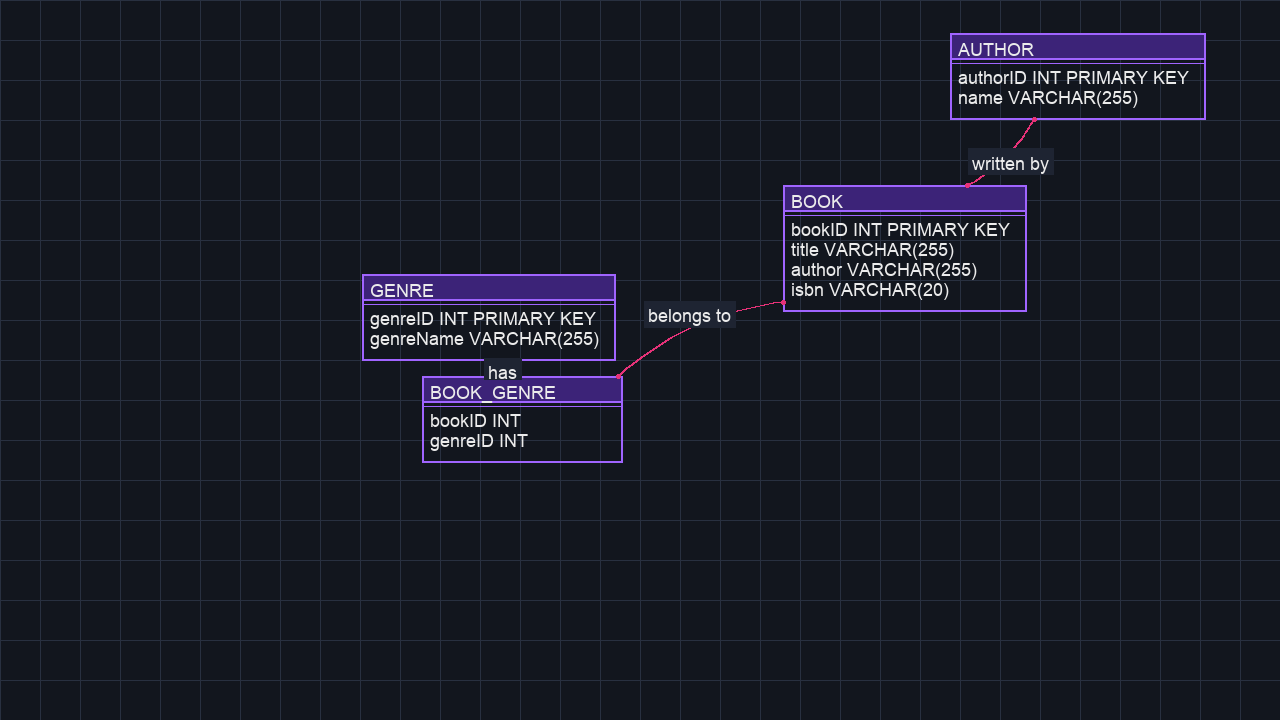 AUTHOR
authorID INT PRIMARY KEY
name VARCHAR(255)
written by
BOOK
bookID INT PRIMARY KEY
title VARCHAR(255)
author VARCHAR(255)
isbn VARCHAR(20)
belongs to
GENRE
genreID INT PRIMARY KEY
genreName VARCHAR(255)
has
BOOK_GENRE
bookID INT
genreID INT